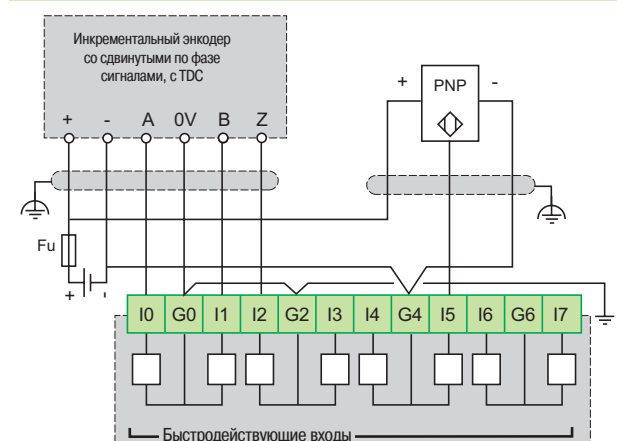 Инкрементальный энкодер
со сдвинутыми по фазе
сигналами, с TDC
+ - A 0V B Z
+ PNP -
Fu
+ -
I0 G0 I1 I2 G2 I3 I4 G4 I5 I6 G6 I7
Быстродействующие входы